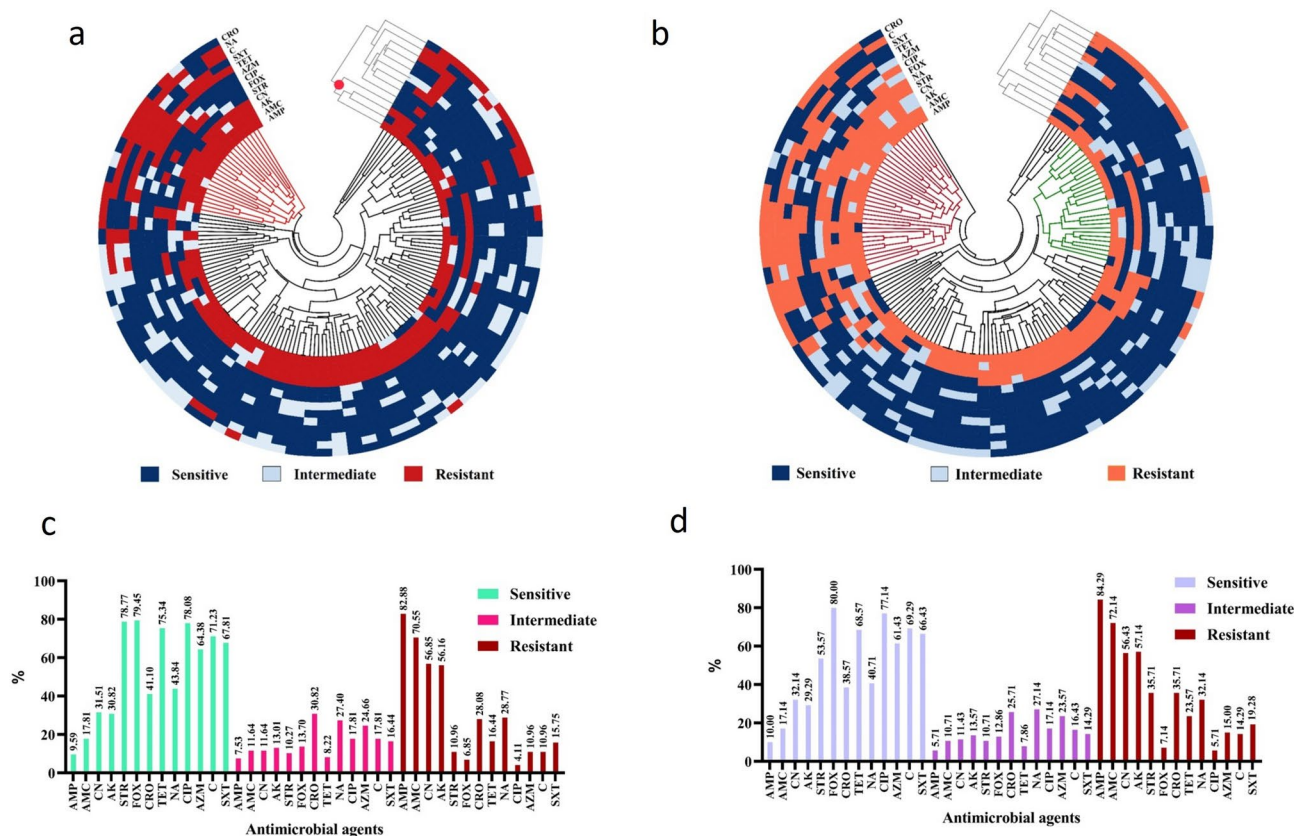 a
CRO
NA
C
SXT
TET
AZM
CIP
FOX
STR
CN
AK
AMC
AMP
Sensitive Intermediate Resistant
b
CRO
C
SXT
TET
AZM
CIP
FOX
NA
STR
CN
AK
AMC
AMP
Sensitive Intermediate Resistant
c
100
80
60
40
20
0
%
9.59 17.81 31.51 30.82 78.77 79.45 41.10 75.34 43.84 78.08 64.38 71.23 67.81 7.53 11.64 11.64 13.01 10.27 13.70 30.82 8.22 27.40 17.81 24.66 17.81 16.44 82.88 70.55 56.85 56.16 10.96 6.85 28.08 16.44 28.77 4.11 10.96 10.96 15.75
Sensitive
Intermediate
Resistant
AMP AMC CN AK STR FOX CRO TET NA CIP AZM C SXT AMP AMC CN AK STR FOX CRO TET NA CIP AZM C SXT AMP AMC CN AK STR FOX CRO TET NA CIP AZM C SXT
Antimicrobial agents
d
100
80
60
40
20
0
%
10.00 17.14 32.14 29.29 53.57 80.00 38.57 68.57 40.71 77.14 61.43 69.29 66.43 5.71 10.71 11.43 13.57 10.71 12.86 25.71 7.86 27.14 17.14 23.57 16.43 14.29 84.29 72.14 56.43 57.14 35.71 7.14 35.71 23.57 32.14 5.71 15.00 14.29 19.28
Sensitive
Intermediate
Resistant
AMP AMC CN AK STR FOX CRO TET NA CIP AZM C SXT AMP AMC CN AK STR FOX CRO TET NA CIP AZM C SXT AMP AMC CN AK STR FOX CRO TET NA CIP AZM C SXT
Antimicrobial agents